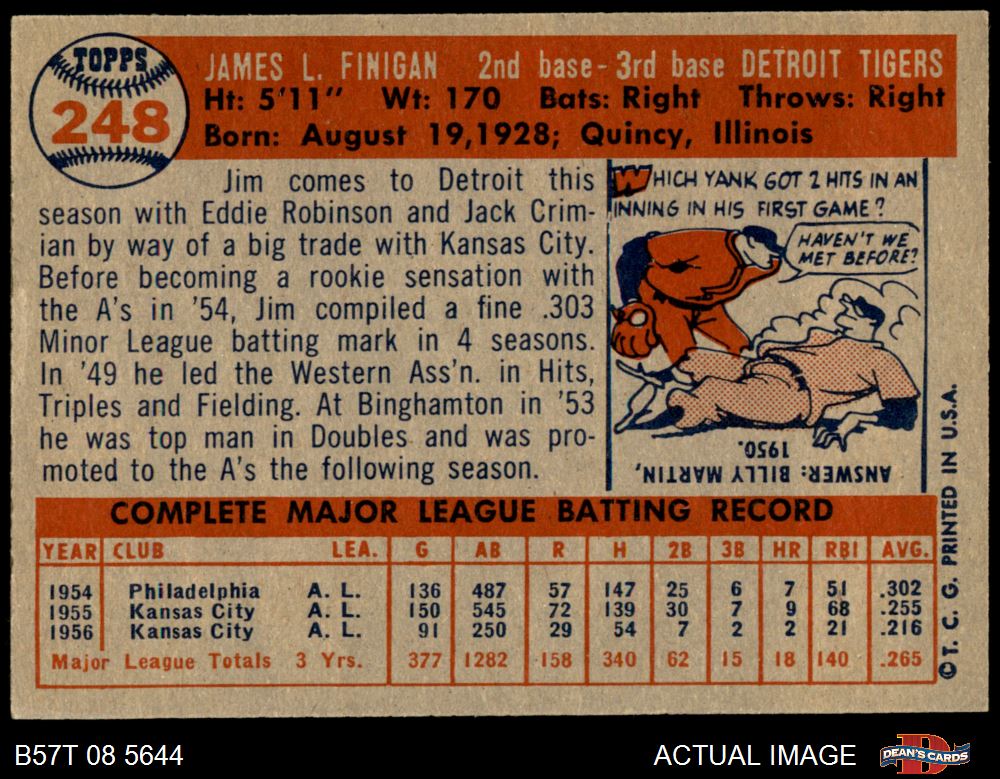 TOPPS
248
JAMES L. FINIGAN 2nd base-3rd base DETROIT TIGERS
Ht: 5'11" Wt: 170 Bats: Right Throws: Right
Born: August 19,1928; Quincy, Illinois
Jim comes to Detroit this
season with Eddie Robinson and Jack Crim-
ian by way of a big trade with Kansas City.
Before becoming a rookie sensation with
the A's in '54, Jim compiled a fine .303
Minor League batting mark in 4 seasons.
In '49 he led the Western Ass'n. in Hits,
Triples and Fielding. At Binghamton in '53
he was top man in Doubles and was pro-
moted to the A's the following season.
WHICH YANK GOT 2 HITS IN AN
INNING IN HIS FIRST GAME?
HAVEN'T WE
MET BEFORE?
ANSWER: BILLY MARTIN,
1950.
COMPLETE MAJOR LEAGUE BATTING RECORD
YEAR CLUB LEA. G AB R H 2B 3B HR RBI AVG.
1954 Philadelphia A. L. 136 487 57 147 25 6 7 51 .302
1955 Kansas City A. L. 150 545 72 139 30 7 9 68 .255
1956 Kansas City A. L. 91 250 29 54 7 2 2 21 .216
Major League Totals 3 Yrs. 377 1282 158 340 62 15 18 140 .265
©T. C. G. PRINTED IN U.S.A.
B57T 08 5644
ACTUAL IMAGE
DEAN'S CARDS